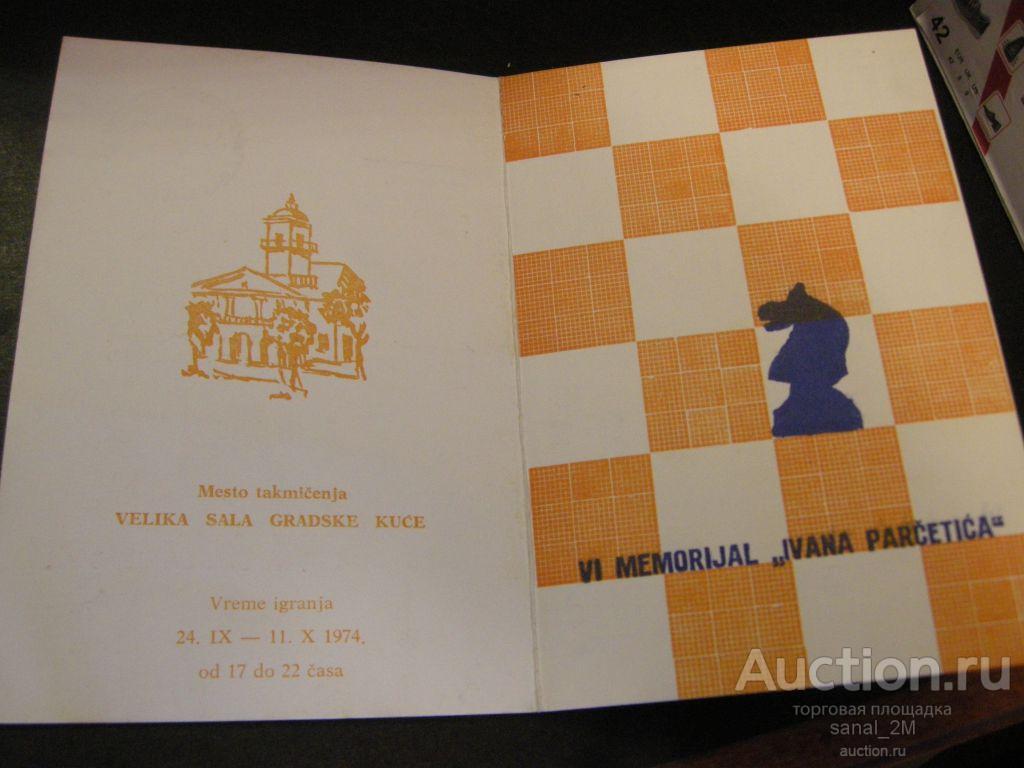 Mesto takmičenja
VELIKA SALA GRADSKE KUĆE
Vreme igranja
24. IX — 11. X 1974.
od 17 do 22 časa
VI MEMORIJAL „IVANA PARČETIĆA“
42
Auction.ru
торговая площадка
sanal_2M
auction.ru